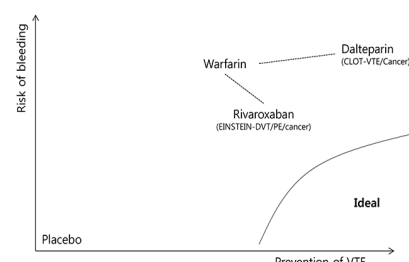 Risk of bleeding
Warfarin
Dalteparin
(CLOT-VTE/Cancer)
Rivaroxaban
(EINSTEIN-DVT/PE/cancer)
Ideal
Placebo
Prevention of VTE